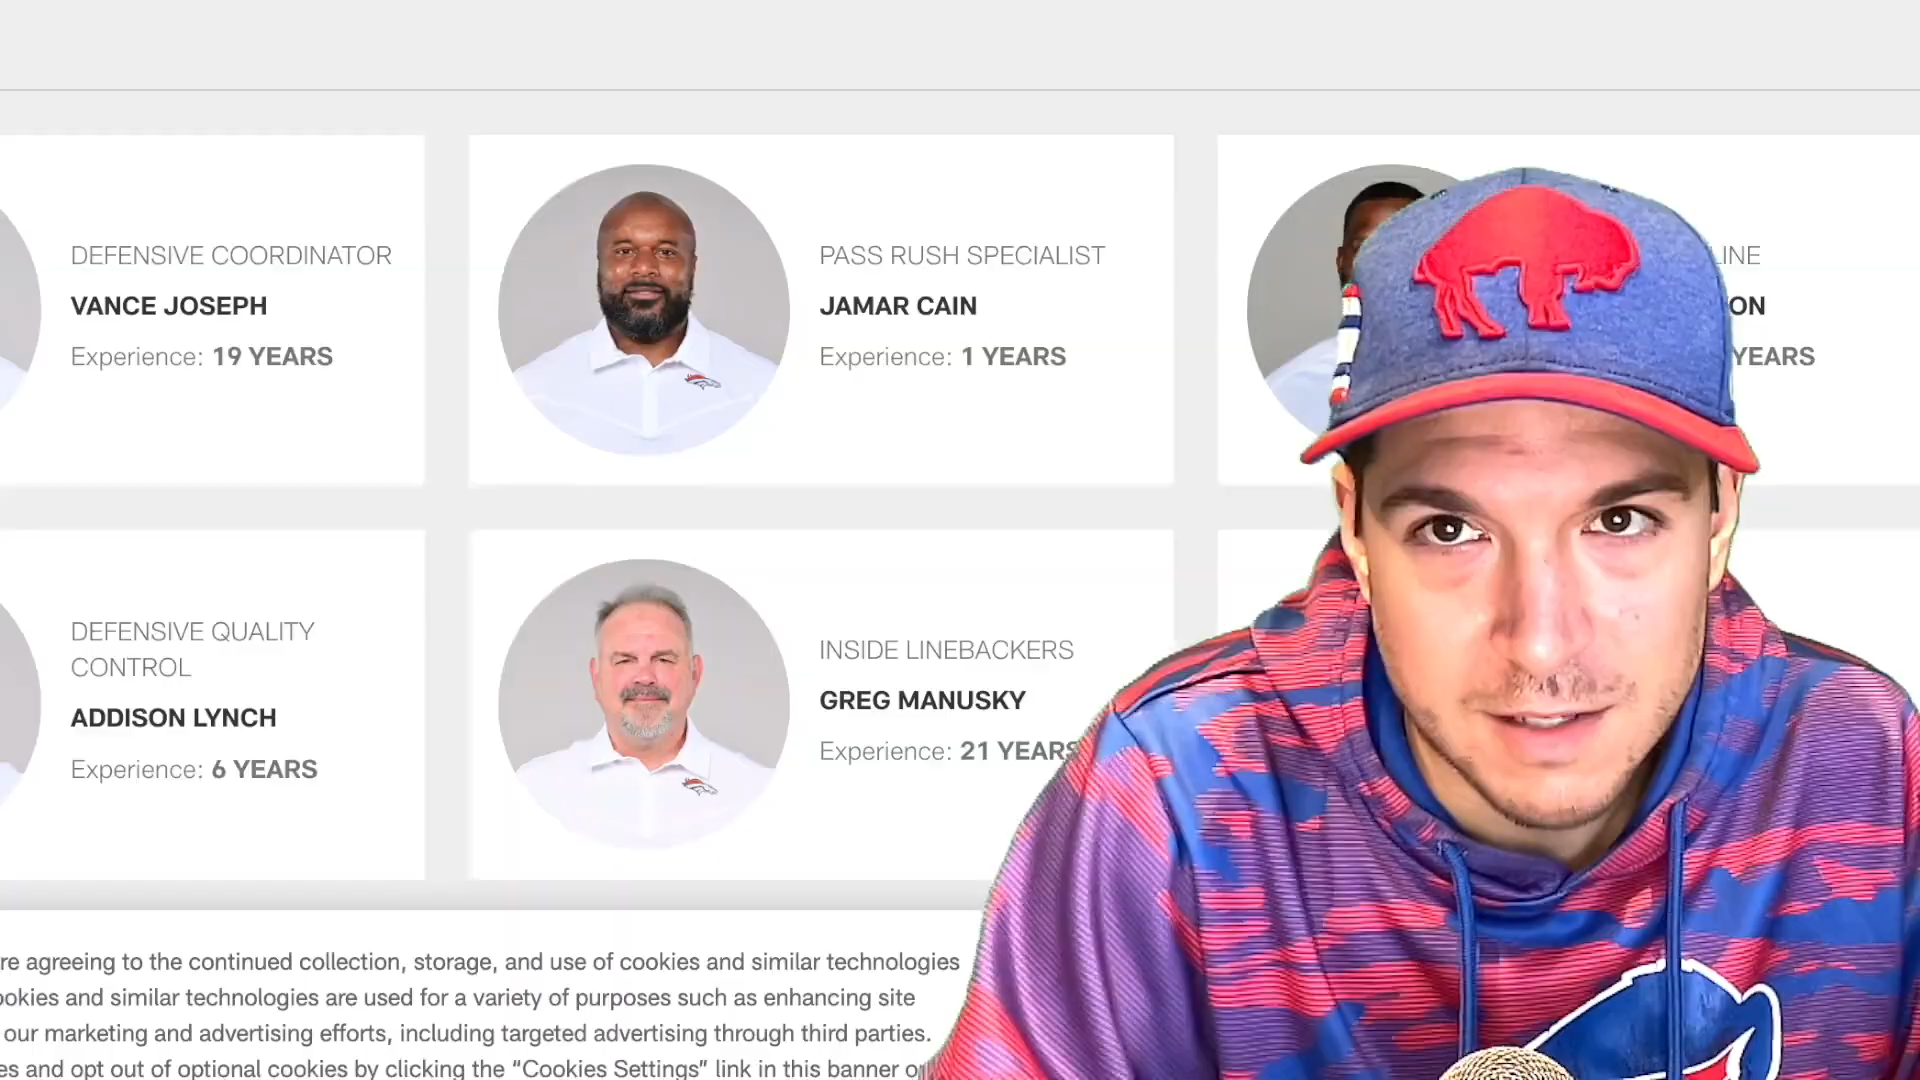 DEFENSIVE COORDINATOR
VANCE JOSEPH
Experience: 19 YEARS
PASS RUSH SPECIALIST
JAMAR CAIN
Experience: 1 YEARS
LINE
ON
YEARS
DEFENSIVE QUALITY
CONTROL
ADDISON LYNCH
Experience: 6 YEARS
INSIDE LINEBACKERS
GREG MANUSKY
Experience: 21 YEARS
re agreeing to the continued collection, storage, and use of cookies and similar technologies
ookies and similar technologies are used for a variety of purposes such as enhancing site
our marketing and advertising efforts, including targeted advertising through third parties.
es and opt out of optional cookies by clicking the “Cookies Settings” link in this banner o